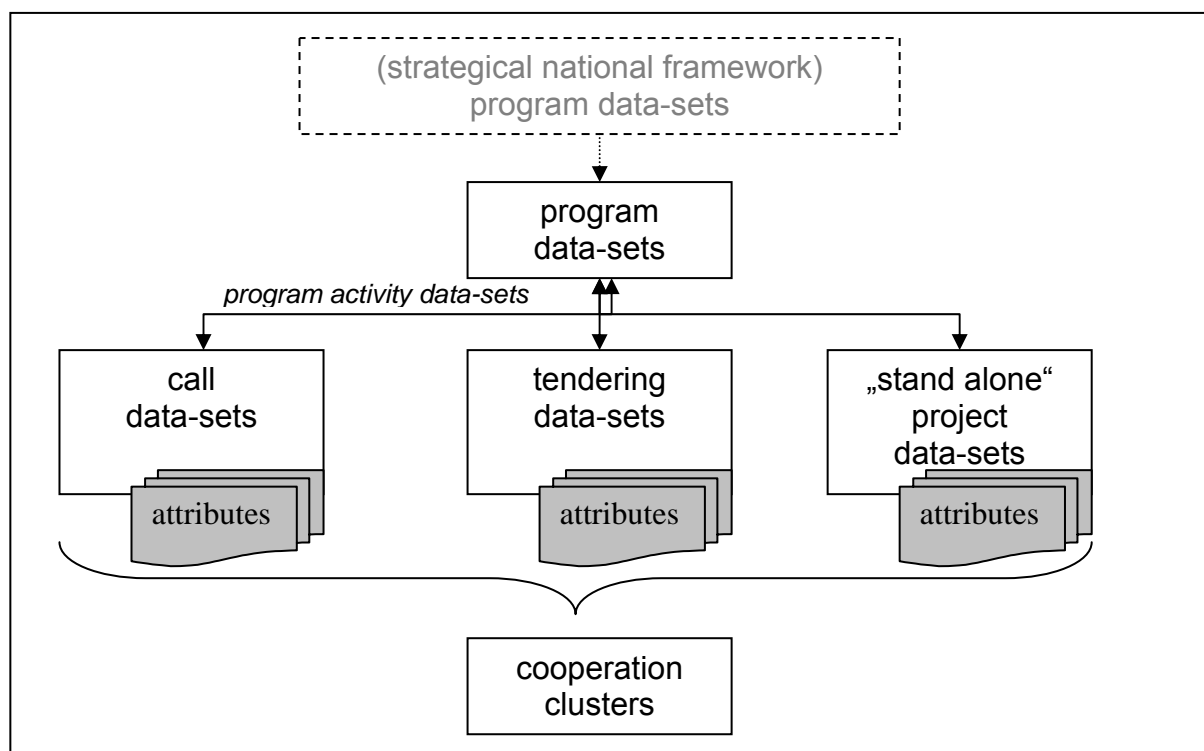 (strategical national framework)
program data-sets
program
data-sets
program activity data-sets
call
data-sets
tendering
data-sets
„stand alone“
project
data-sets
attributes
attributes
attributes
cooperation
clusters